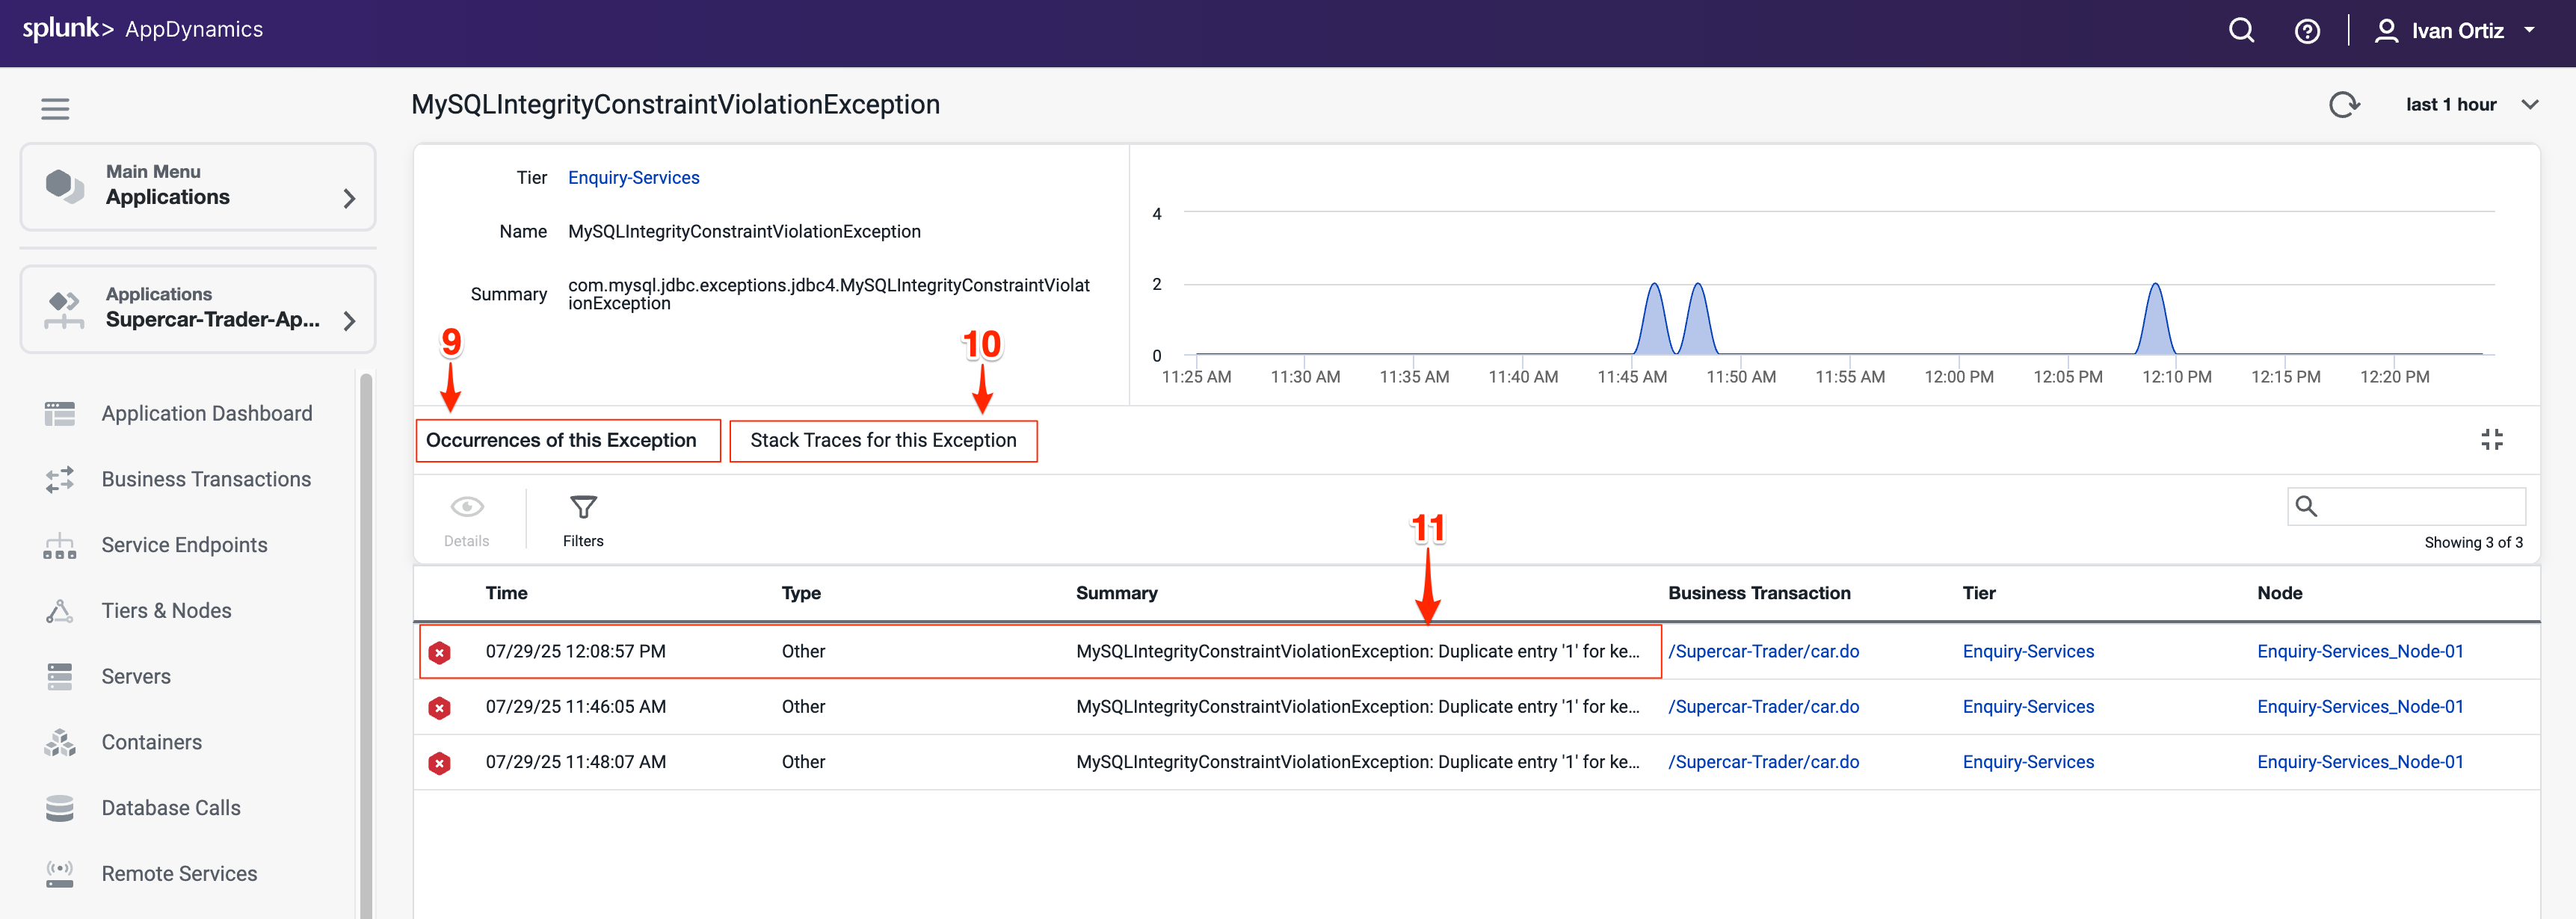 splunk> AppDynamics
Ivan Ortiz
MySQLIntegrityConstraintViolationException
last 1 hour
Main Menu
Applications
Applications
Supercar-Trader-Ap...
Application Dashboard
Business Transactions
Service Endpoints
Tiers & Nodes
Servers
Containers
Database Calls
Remote Services
Tier Enquiry-Services
Name MySQLIntegrityConstraintViolationException
Summary com.mysql.jdbc.exceptions.jdbc4.MySQLIntegrityConstraintViolat
ionException
4
2
0
11:25 AM 11:30 AM 11:35 AM 11:40 AM 11:45 AM 11:50 AM 11:55 AM 12:00 PM 12:05 PM 12:10 PM 12:15 PM 12:20 PM
9 10
Occurrences of this Exception Stack Traces for this Exception
Details Filters
11
Showing 3 of 3
Time Type Summary Business Transaction Tier Node
07/29/25 12:08:57 PM Other MySQLIntegrityConstraintViolationException: Duplicate entry '1' for ke... /Supercar-Trader/car.do Enquiry-Services Enquiry-Services_Node-01
07/29/25 11:46:05 AM Other MySQLIntegrityConstraintViolationException: Duplicate entry '1' for ke... /Supercar-Trader/car.do Enquiry-Services Enquiry-Services_Node-01
07/29/25 11:48:07 AM Other MySQLIntegrityConstraintViolationException: Duplicate entry '1' for ke... /Supercar-Trader/car.do Enquiry-Services Enquiry-Services_Node-01